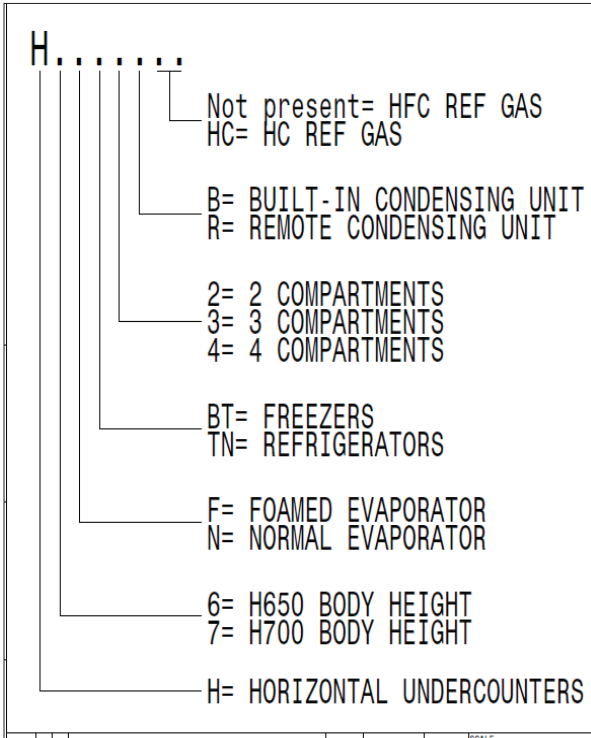 H.......
Not present= HFC REF GAS
HC= HC REF GAS
B= BUILT-IN CONDENSING UNIT
R= REMOTE CONDENSING UNIT
2= 2 COMPARTMENTS
3= 3 COMPARTMENTS
4= 4 COMPARTMENTS
BT= FREEZERS
TN= REFRIGERATORS
F= FOAMED EVAPORATOR
N= NORMAL EVAPORATOR
6= H650 BODY HEIGHT
7= H700 BODY HEIGHT
H= HORIZONTAL UNDERCOUNTERS